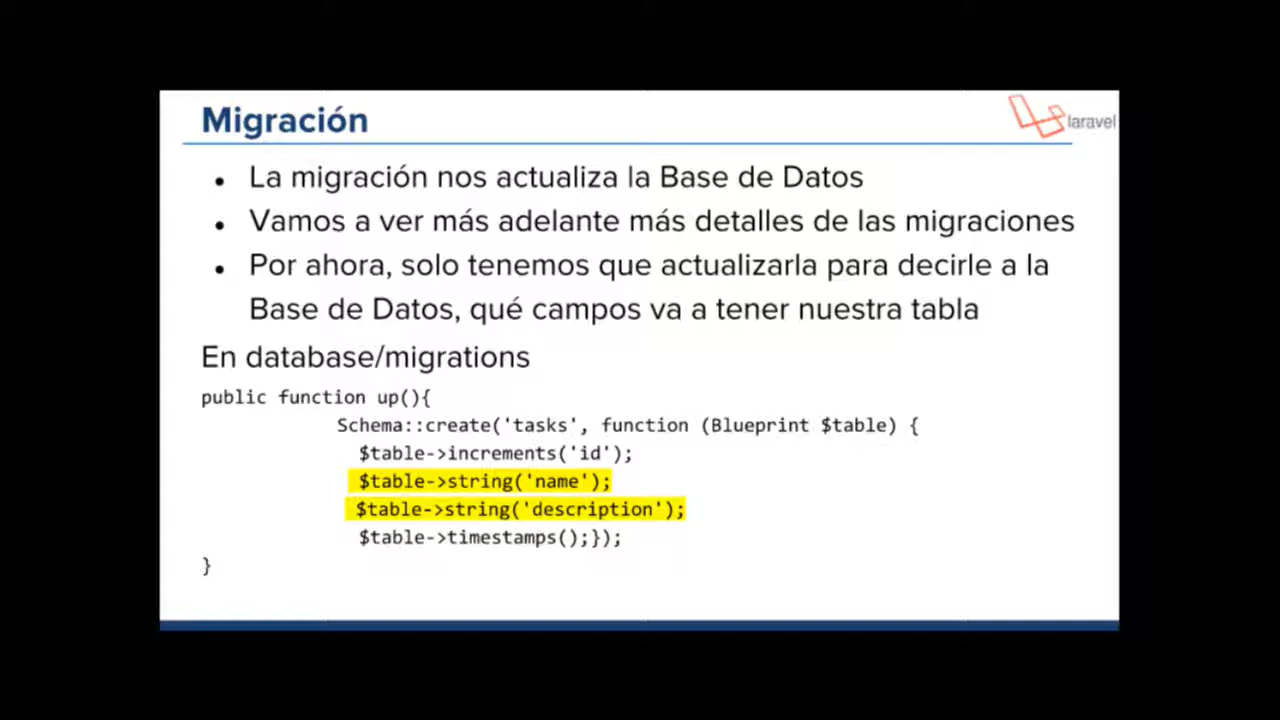 Migración
laravel
• La migración nos actualiza la Base de Datos
• Vamos a ver más adelante más detalles de las migraciones
• Por ahora, solo tenemos que actualizarla para decirle a la
Base de Datos, qué campos va a tener nuestra tabla
En database/migrations
public function up(){
Schema::create('tasks', function (Blueprint $table) {
$table->increments('id');
$table->string('name');
$table->string('description');
$table->timestamps();});
}